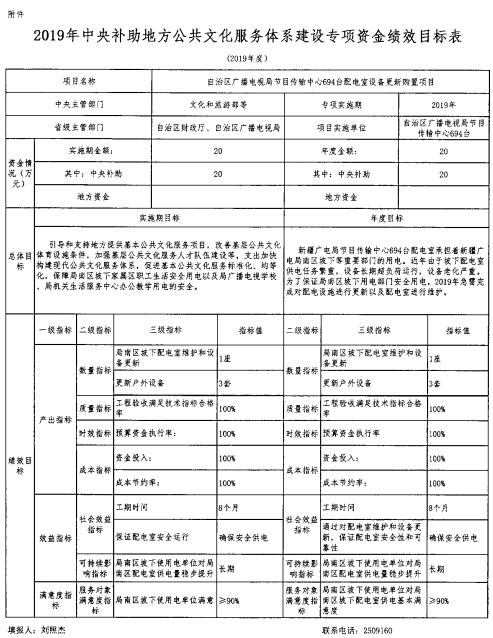 附件
2019年中央补助地方公共文化服务体系建设专项资金绩效目标表
(2019年度)
项目名称 自治区广播电视局节目传输中心694台配电室设备更新购置项目
中央主管部门 文化和旅游部等 专项实施期 2019年
省级主管部门 自治区财政厅、自治区广播电视局 项目实施单位 自治区广播电视局节目传输中心694台
资金情况（万元）
实施期金额： 20 年度金额： 20
其中：中央补助 20 其中：中央补助 20
地方资金 地方资金
总体目标
实施期目标 年度目标
引导和支持地方提供基本公共文化服务项目，改善基层公共文化
体育设施条件，加强基层公共文化服务人才队伍建设等，支出加快
构建现代公共文化服务体系，促进基本公共文化服务标准化、均等
化。保障局南区坡下家属区职工生活安全用电以及局广播电视学校
、局机关生活服务中心办公教学用电的安全。
新疆广电局节目传输中心694台配电室承担着新疆广
电局南区坡下等重要部门的用电。近年由于坡下配电室
供电任务繁重，设备长期超负荷运行，设备老化严重。
为了保证局南区坡下用电部门安全用电，2019年急需完
成对配电设施进行更新以及配电室进行维护。
绩效目标
一级指标 二级指标 三级指标 指标值 二级指标 三级指标 指标值
产出指标
数量指标 局南区坡下配电室维护和设备更新 1座 数量指标 局南区坡下配电室维护和设备更新 1座
更新户外设备 3套 更新户外设备 3套
质量指标 工程验收满足技术指标合格率 100% 质量指标 工程验收满足技术指标合格率 100%
时效指标 预算资金执行率： 100% 时效指标 预算资金执行率 100%
成本指标 资金投入： 100% 成本指标 资金投入： 100%
成本节约率： 100% 成本节约率： 100%
效益指标
社会效益指标 工期时间 8个月 社会效益指标 工期时间 8个月
保证配电室安全运行 确保安全供电 通过对配电室维护和设备更新，保证配电室安全性和可靠性 确保安全供电
可持续影响指标 局南区坡下使用电单位对局南区配电室供电量稳步提升 长期 可持续影响指标 局南区坡下使用电单位对局南区配电室供电量稳步提升 长期
满意度指标 服务对象满意度指标 局南区坡下使用电单位满意 ≥90% 服务对象满意度指标 局南区坡下使用电单位对局南区坡下配电室供电基本满意度 ≥90%
填报人：刘照杰 联系电话：2509160